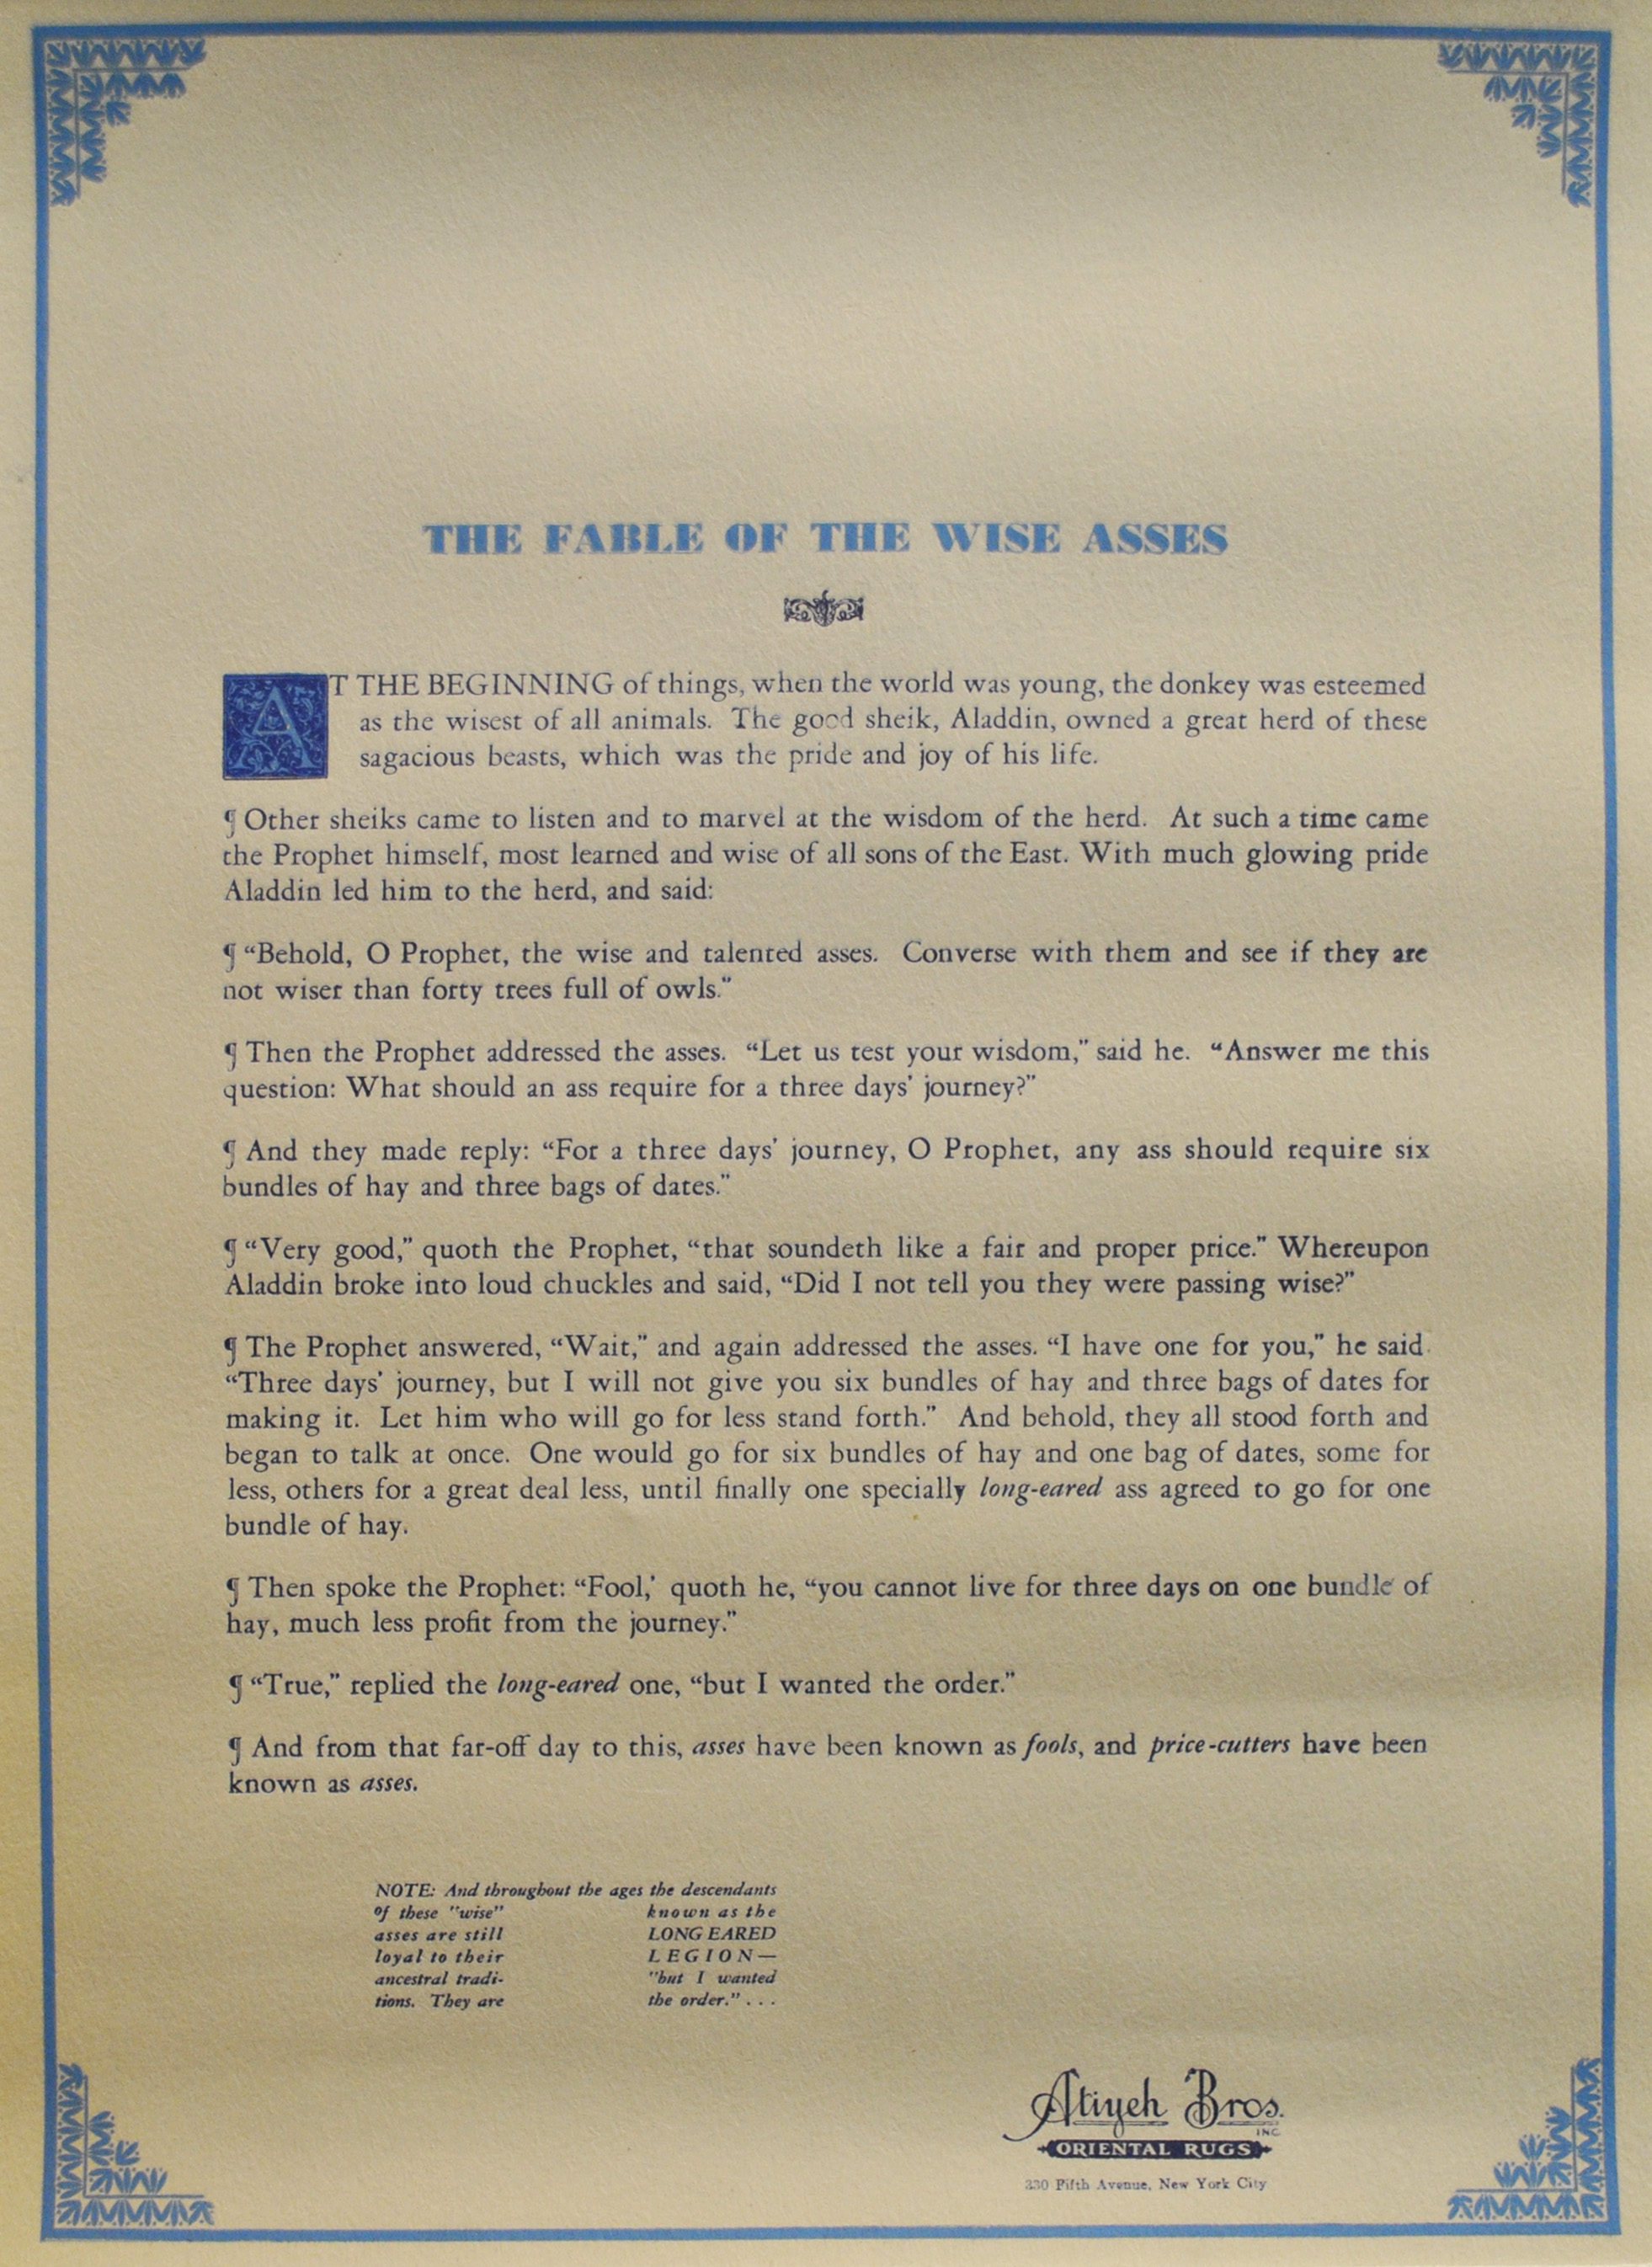 THE FABLE OF THE WISE ASSES
AT THE BEGINNING of things, when the world was young, the donkey was esteemed
as the wisest of all animals. The good sheik, Aladdin, owned a great herd of these
sagacious beasts, which was the pride and joy of his life.
¶ Other sheiks came to listen and to marvel at the wisdom of the herd. At such a time came
the Prophet himself, most learned and wise of all sons of the East. With much glowing pride
Aladdin led him to the herd, and said:
¶ “Behold, O Prophet, the wise and talented asses. Converse with them and see if they are
not wiser than forty trees full of owls.”
¶ Then the Prophet addressed the asses. “Let us test your wisdom,” said he. “Answer me this
question: What should an ass require for a three days' journey?”
¶ And they made reply: “For a three days' journey, O Prophet, any ass should require six
bundles of hay and three bags of dates.”
¶ “Very good,” quoth the Prophet, “that soundeth like a fair and proper price.” Whereupon
Aladdin broke into loud chuckles and said, “Did I not tell you they were passing wise?”
¶ The Prophet answered, “Wait,” and again addressed the asses. “I have one for you,” he said.
“Three days' journey, but I will not give you six bundles of hay and three bags of dates for
making it. Let him who will go for less stand forth.” And behold, they all stood forth and
began to talk at once. One would go for six bundles of hay and one bag of dates, some for
less, others for a great deal less, until finally one specially long-eared ass agreed to go for one
bundle of hay.
¶ Then spoke the Prophet: “Fool,' quoth he, “you cannot live for three days on one bundle of
hay, much less profit from the journey.”
¶ “True,” replied the long-eared one, “but I wanted the order.”
¶ And from that far-off day to this, asses have been known as fools, and price-cutters have been
known as asses.
NOTE: And throughout the ages the descendants
of these "wise"
asses are still
loyal to their
ancestral tradi-
tions. They are
known as the
LONG EARED
LEGION—
"but I wanted
the order." . . .
Atiyeh Bros.
INC.
ORIENTAL RUGS
330 Fifth Avenue, New York City